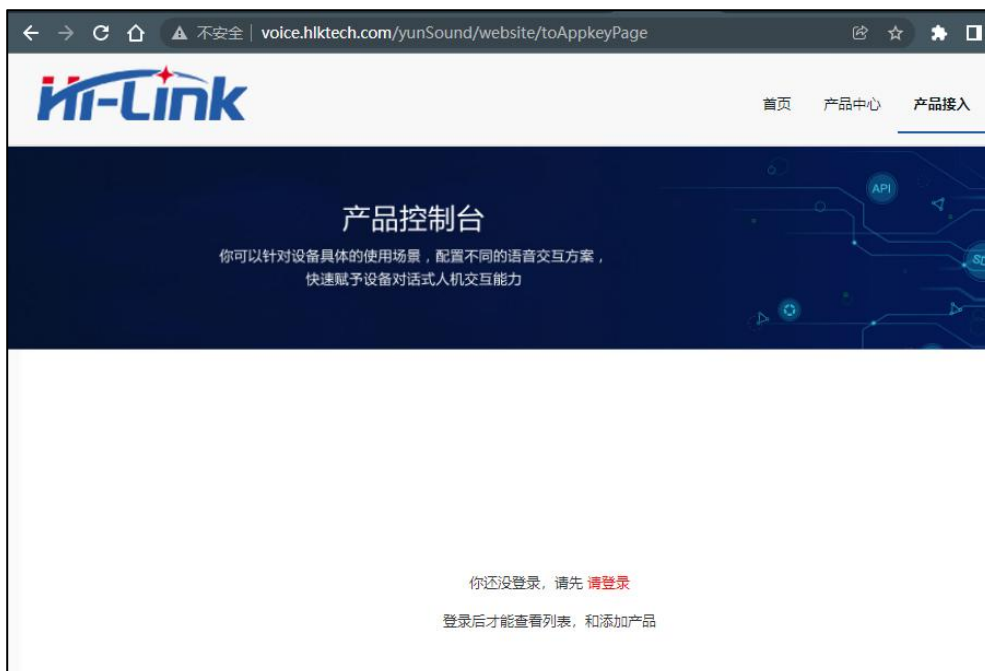 不安全 | voice.hlktech.com/yunSound/website/toAppkeyPage
Hi-Link
首页 产品中心 产品接入
产品控制台
你可以针对设备具体的使用场景，配置不同的语音交互方案，
快速赋予设备对话式人机交互能力
API
你还没登录，请先 请登录
登录后才能查看列表，和添加产品